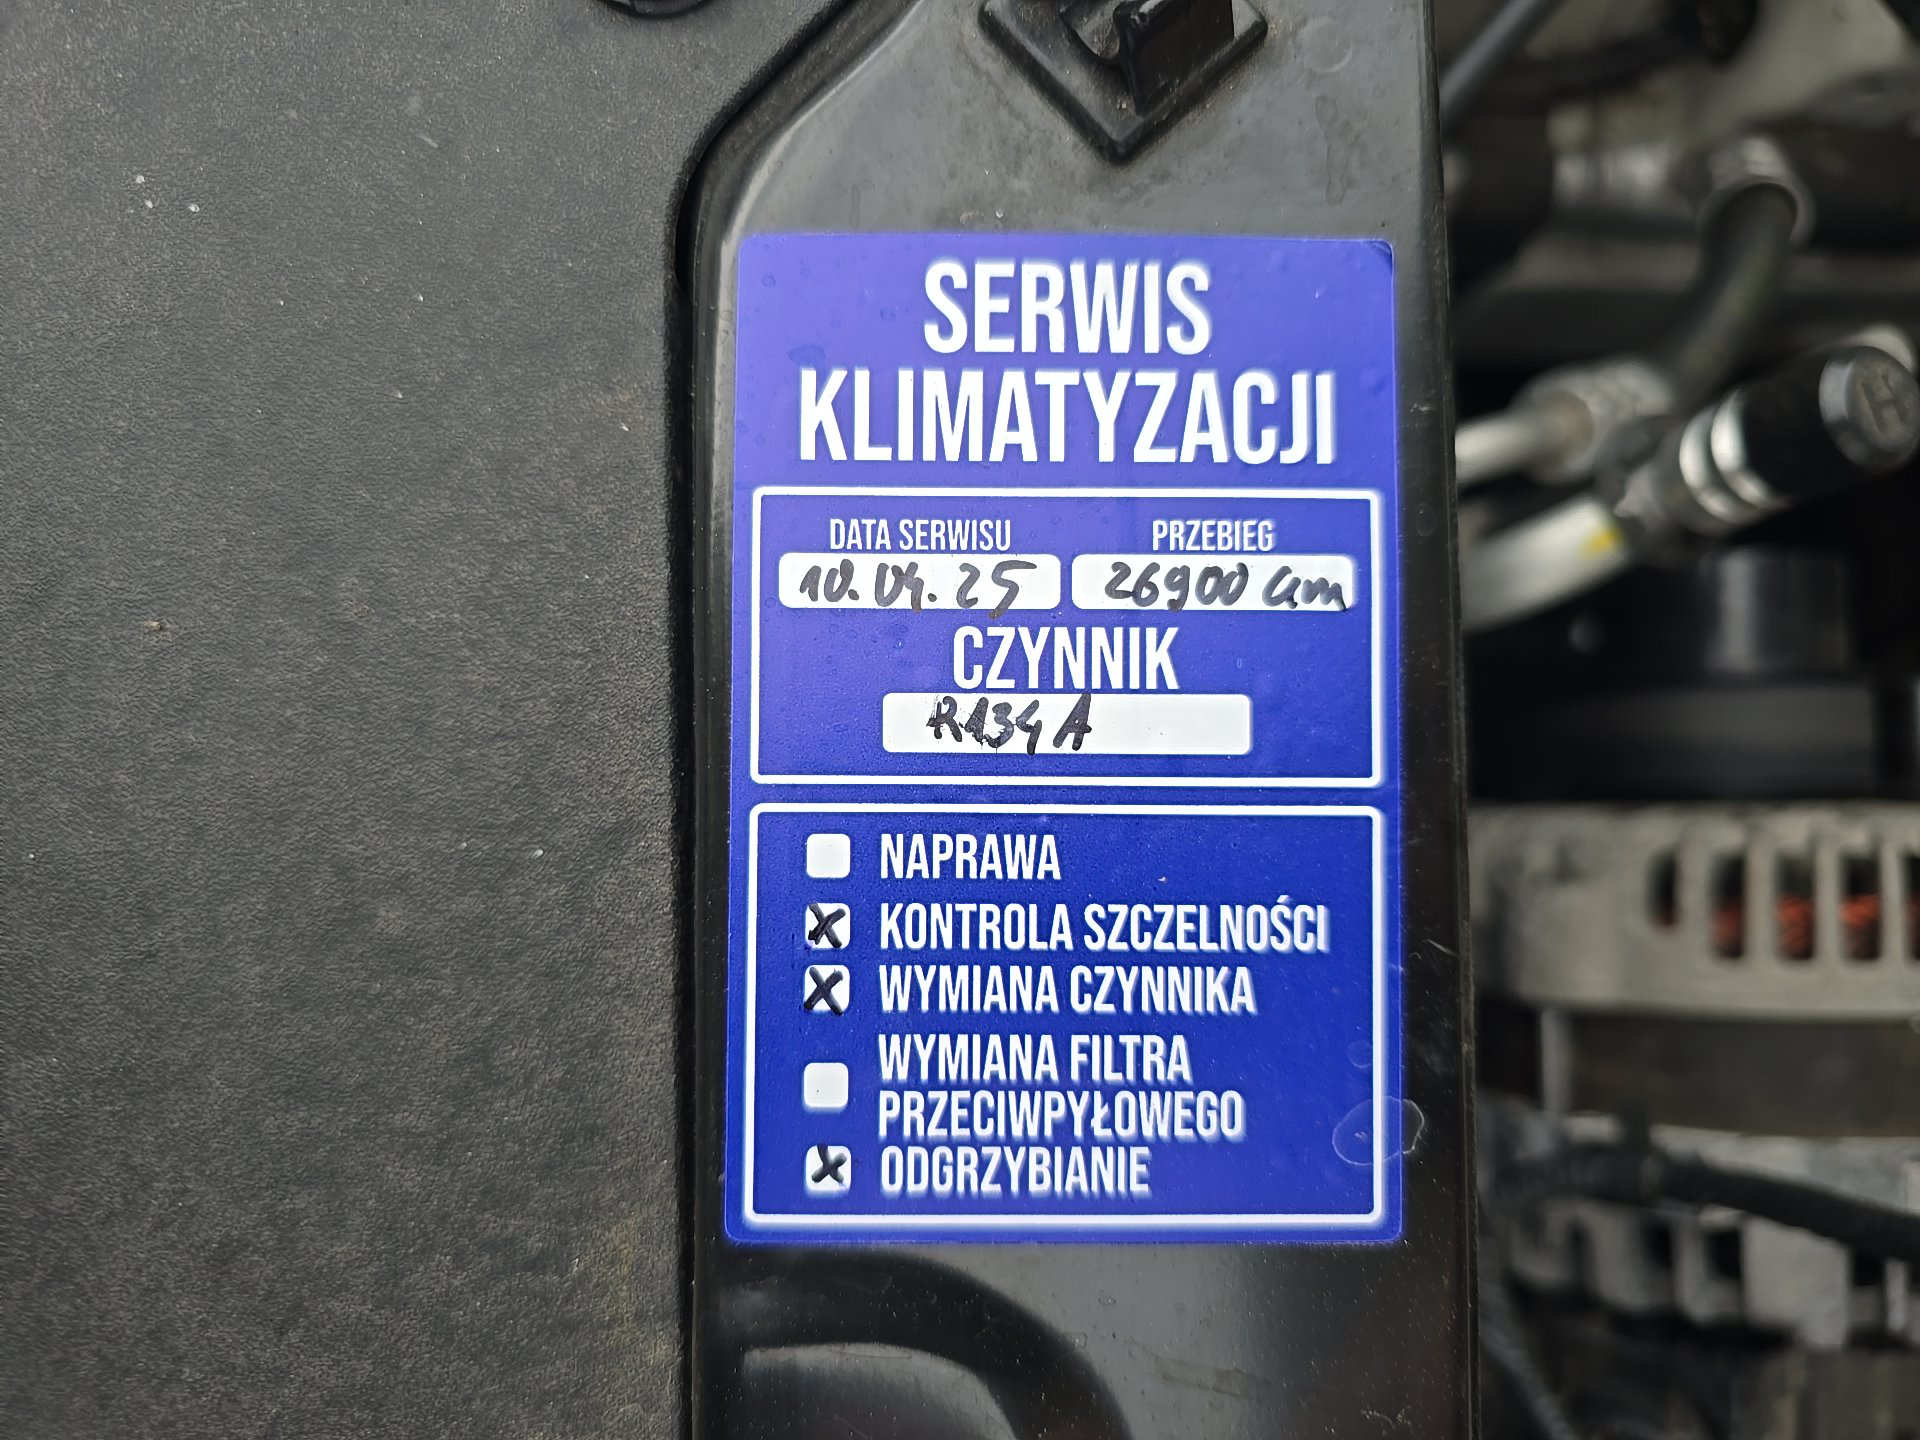 SERWIS
KLIMATYZACJI
DATA SERWISU PRZEBIEG
10.04.25 26900 km
CZYNNIK
R134A
NAPRAWA
X KONTROLA SZCZELNOŚCI
X WYMIANA CZYNNIKA
WYMIANA FILTRA
PRZECIWPYŁOWEGO
X ODGRZYBIANIE
H